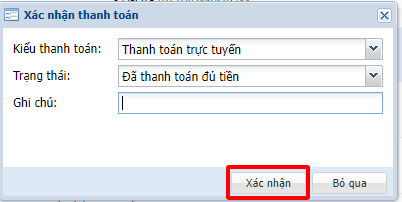 Xác nhận thanh toán
Kiểu thanh toán: Thanh toán trực tuyến
Trạng thái: Đã thanh toán đủ tiền
Ghi chú:
Xác nhận Bỏ qua